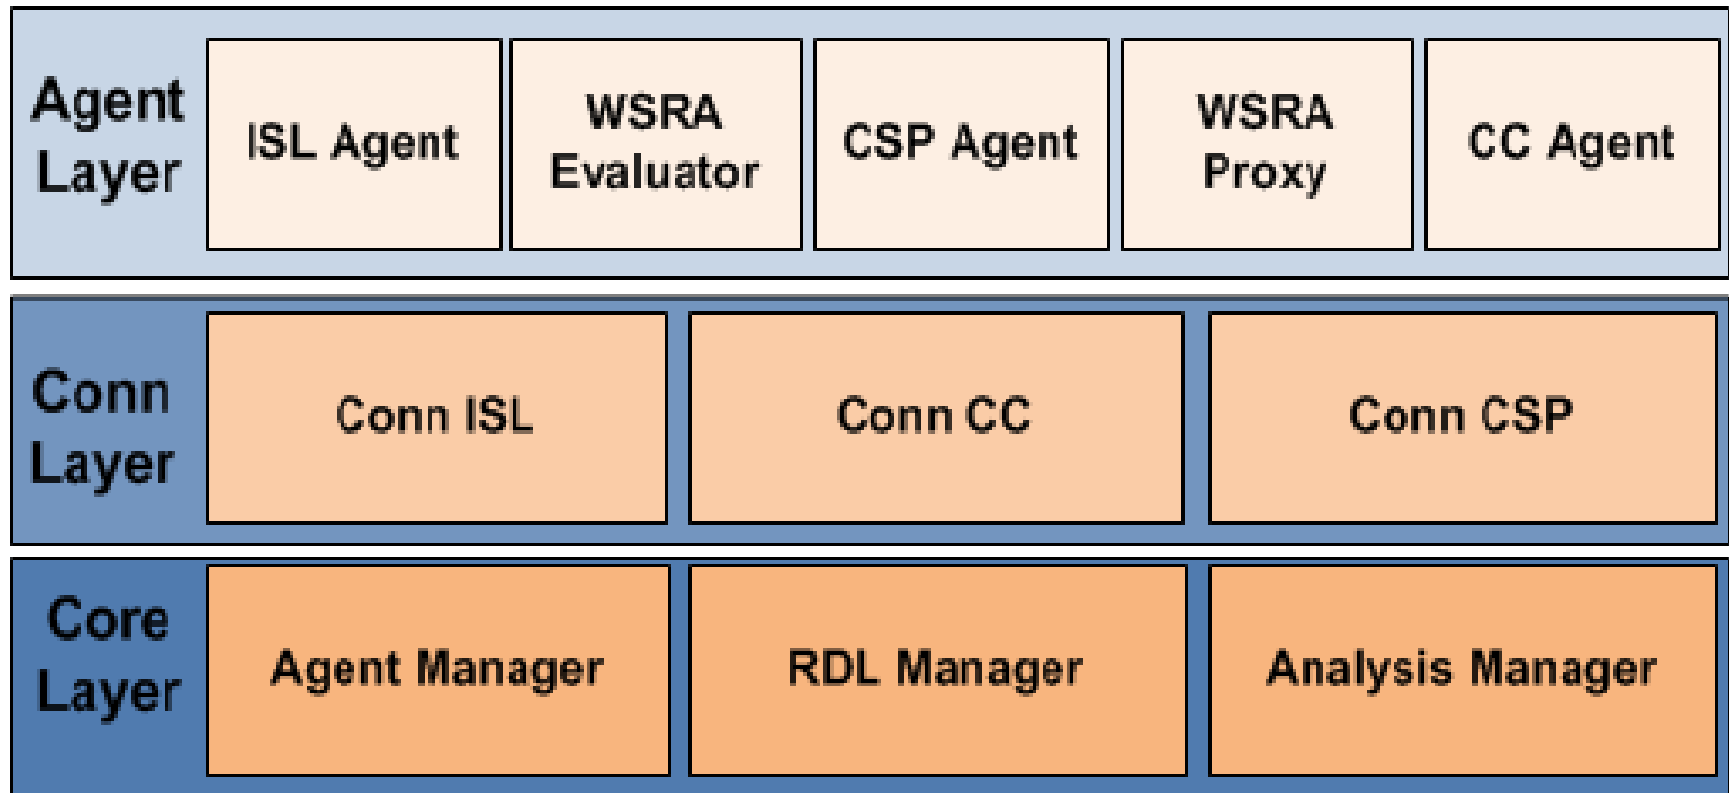 Agent
Layer
ISL Agent
WSRA
Evaluator
CSP Agent
WSRA
Proxy
CC Agent
Conn
Layer
Conn ISL
Conn CC
Conn CSP
Core
Layer
Agent Manager
RDL Manager
Analysis Manager